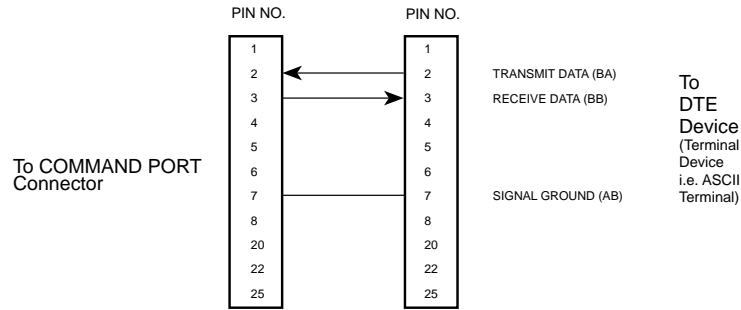 PIN NO. PIN NO.
1 1
2 2 TRANSMIT DATA (BA)
3 3 RECEIVE DATA (BB)
4 4
5 5
6 6
7 7 SIGNAL GROUND (AB)
8 8
20 20
22 22
25 25
To COMMAND PORT
Connector
To
DTE
Device
(Terminal
Device
i.e. ASCII
Terminal)